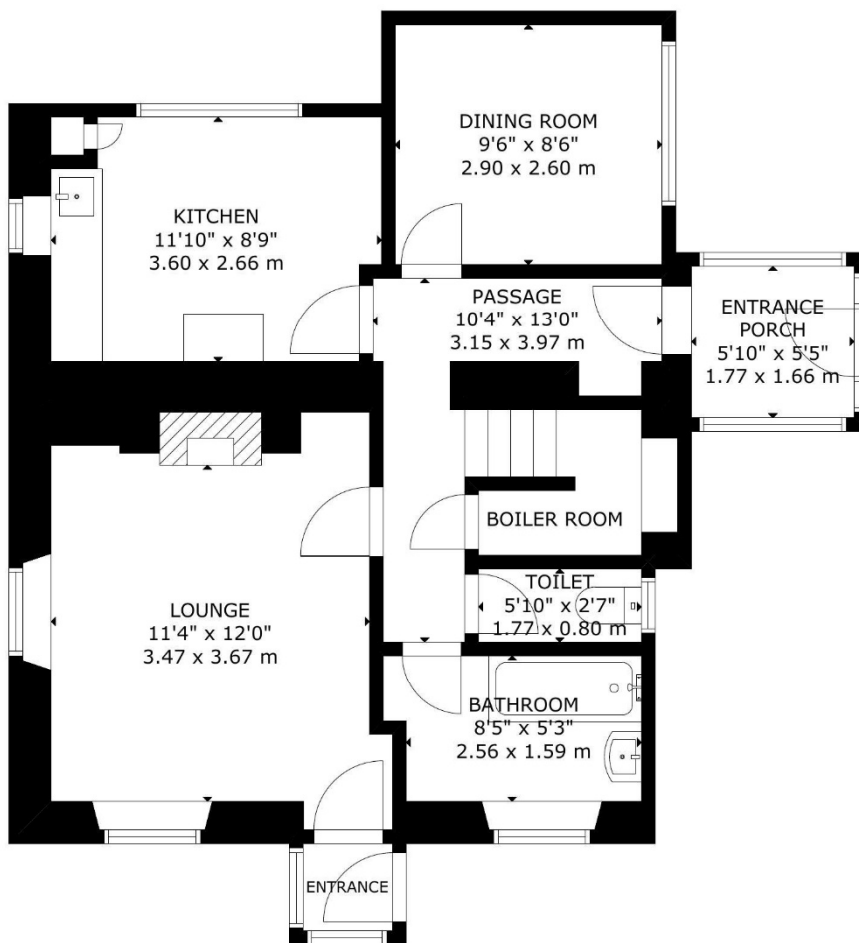 DINING ROOM
9'6" x 8'6"
2.90 x 2.60 m
KITCHEN
11'10" x 8'9"
3.60 x 2.66 m
PASSAGE
10'4" x 13'0"
3.15 x 3.97 m
ENTRANCE
PORCH
5'10" x 5'5"
1.77 x 1.66 m
BOILER ROOM
TOILET
5'10" x 2'7"
1.77 x 0.80 m
LOUNGE
11'4" x 12'0"
3.47 x 3.67 m
BATHROOM
8'5" x 5'3"
2.56 x 1.59 m
ENTRANCE